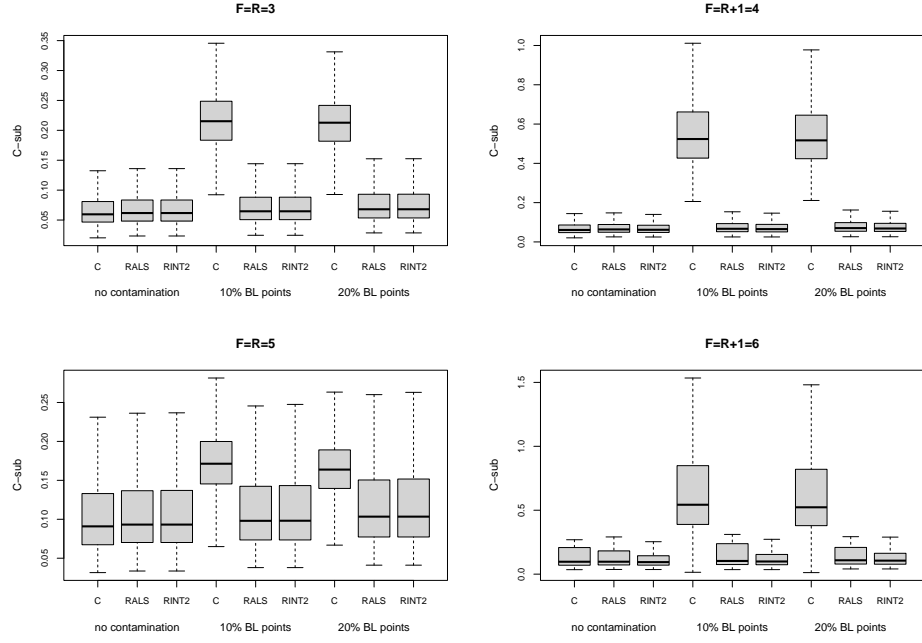 F=R=3
C−sub
0.05 0.10 0.15 0.20 0.25 0.30 0.35
C RALS RINT2 C RALS RINT2 C RALS RINT2
no contamination 10% BL points 20% BL points
F=R+1=4
C−sub
0.0 0.2 0.4 0.6 0.8 1.0
C RALS RINT2 C RALS RINT2 C RALS RINT2
no contamination 10% BL points 20% BL points
F=R=5
C−sub
0.05 0.10 0.15 0.20 0.25
C RALS RINT2 C RALS RINT2 C RALS RINT2
no contamination 10% BL points 20% BL points
F=R+1=6
C−sub
0.0 0.5 1.0 1.5
C RALS RINT2 C RALS RINT2 C RALS RINT2
no contamination 10% BL points 20% BL points